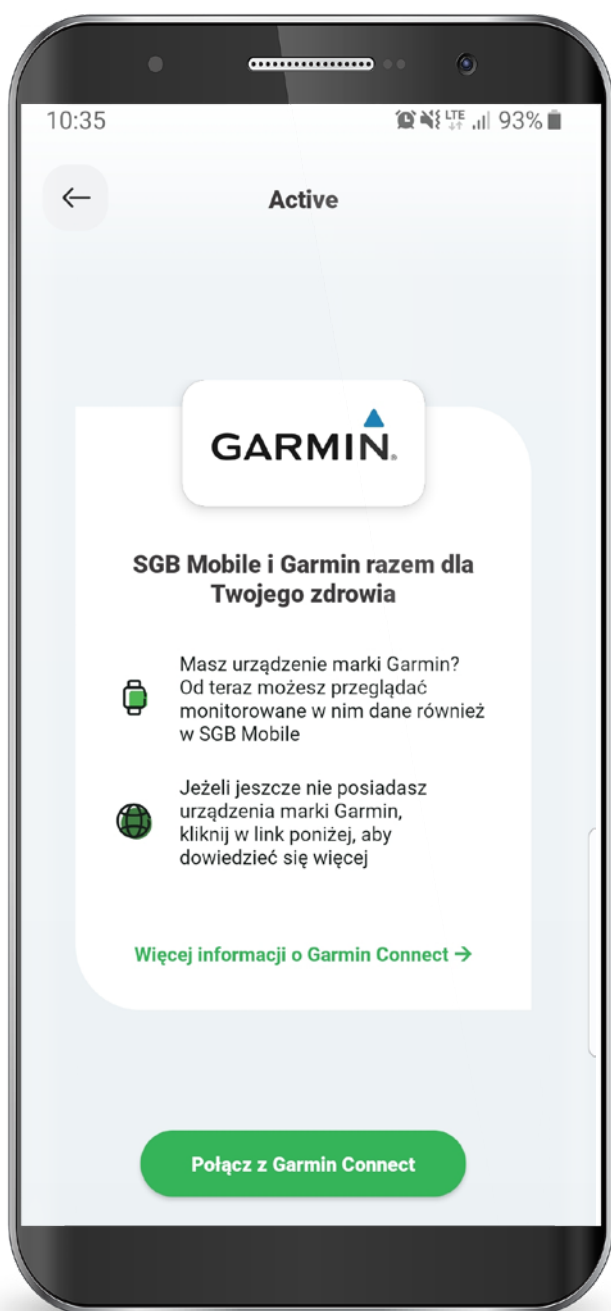 10:35
LTE
93%
Active
GARMIN®
SGB Mobile i Garmin razem dla
Twojego zdrowia
Masz urządzenie marki Garmin?
Od teraz możesz przeglądać
monitorowane w nim dane również
w SGB Mobile
Jeżeli jeszcze nie posiadasz
urządzenia marki Garmin,
kliknij w link poniżej, aby
dowiedzieć się więcej
Więcej informacji o Garmin Connect →
Połącz z Garmin Connect